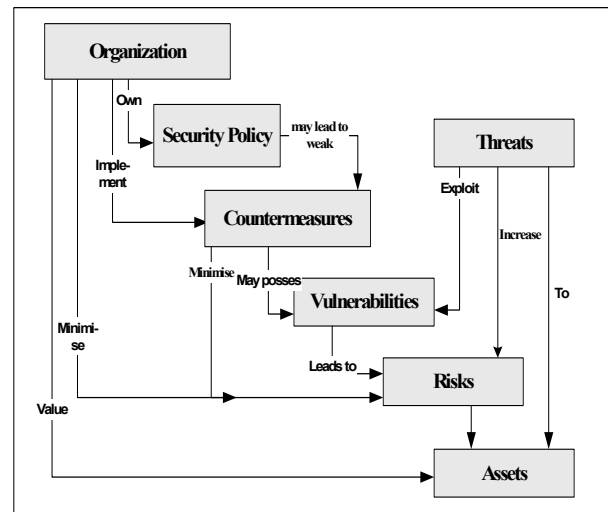 Organization
Own
Security Policy
may lead to
weak
Threats
Imple-
ment
Exploit
Countermeasures
Increase
Minimise
May posses
Vulnerabilities
To
Minimi-
se
Leads to
Risks
Value
Assets